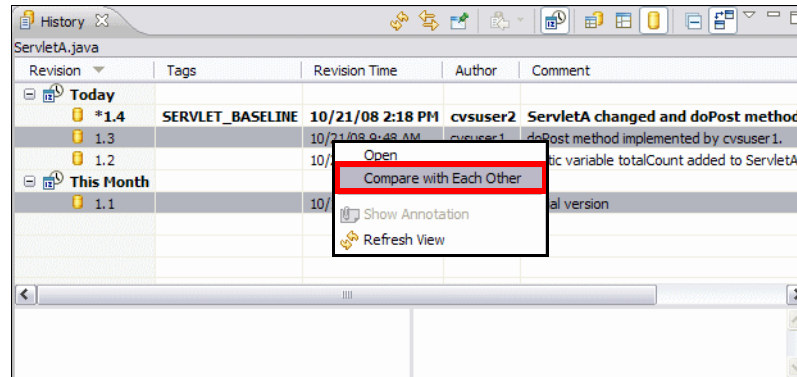 History
ServletA.java
Revision Tags Revision Time Author Comment
Today
*1.4 SERVLET_BASELINE 10/21/08 2:18 PM cvsuser2 ServletA changed and doPost method
1.3 10/21/08 9:48 AM cvsuser1 doPost method implemented by cvsuser1.
1.2 10/ Open tic variable totalCount added to ServletA
This Month Compare with Each Other
1.1 10/ al version
Show Annotation
Refresh View